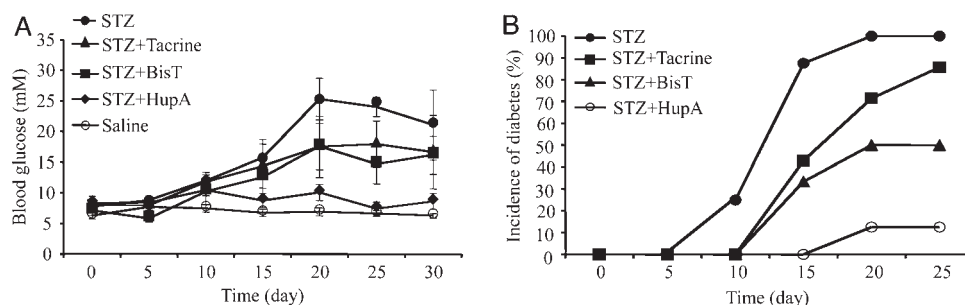 A
STZ
STZ+Tacrine
STZ+BisT
STZ+HupA
Saline
Blood glucose (mM)
35
30
25
20
15
10
5
0
0 5 10 15 20 25 30
Time (day)
B
STZ
STZ+Tacrine
STZ+BisT
STZ+HupA
Incidence of diabetes (%)
100
90
80
70
60
50
40
30
20
10
0
0 5 10 15 20 25
Time (day)